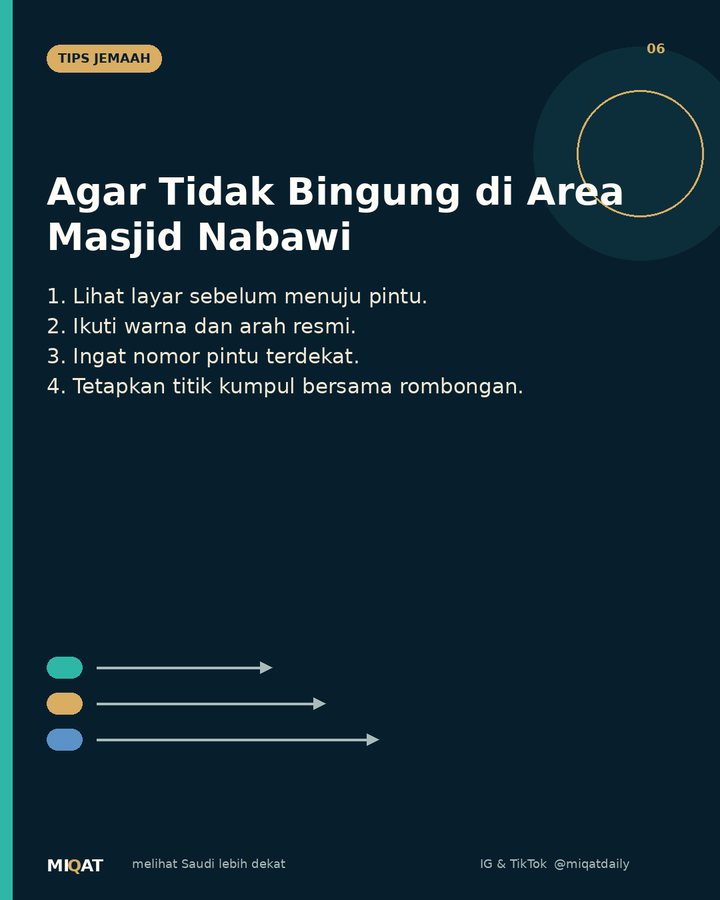 TIPS JEMAAH
06
Agar Tidak Bingung di Area
Masjid Nabawi
1. Lihat layar sebelum menuju pintu.
2. Ikuti warna dan arah resmi.
3. Ingat nomor pintu terdekat.
4. Tetapkan titik kumpul bersama rombongan.
MIQAT melihat Saudi lebih dekat IG & TikTok @miqatdaily